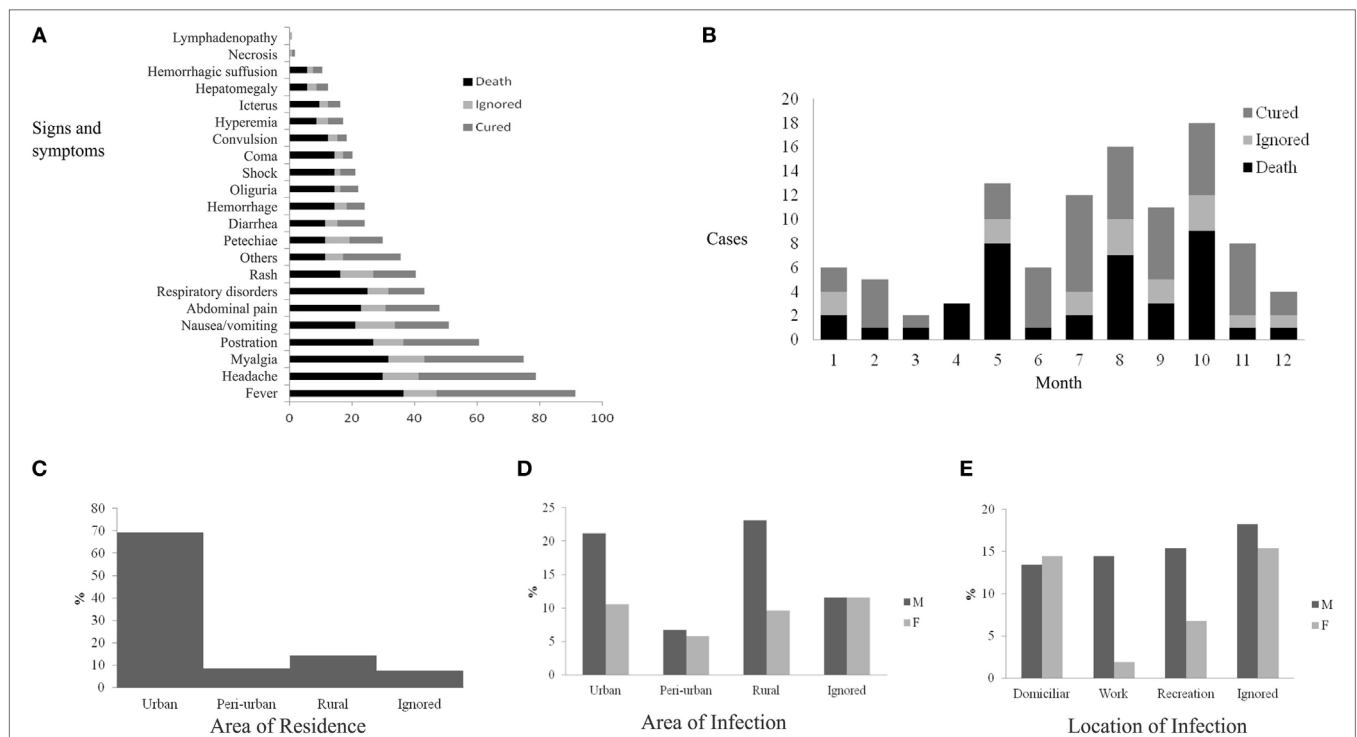 A
Signs and
symptoms
Lymphadenopathy
Necrosis
Hemorrhagic suffusion
Hepatomegaly
Icterus
Hyperemia
Convulsion
Coma
Shock
Oliguria
Hemorrhage
Diarrhea
Petechiae
Others
Rash
Respiratory disorders
Abdominal pain
Nausea/vomiting
Postration
Myalgia
Headache
Fever
0 20 40 60 80 100
Death
Ignored
Cured
B
Cases
20
18
16
14
12
10
8
6
4
2
0
1 2 3 4 5 6 7 8 9 10 11 12
Month
Cured
Ignored
Death
C
%
80
70
60
50
40
30
20
10
0
Urban Peri-urban Rural Ignored
Area of Residence
D
%
25
20
15
10
5
0
Urban Peri-urban Rural Ignored
Area of Infection
M
F
E
%
20
15
10
5
0
Domiciliar Work Recreation Ignored
Location of Infection
M
F